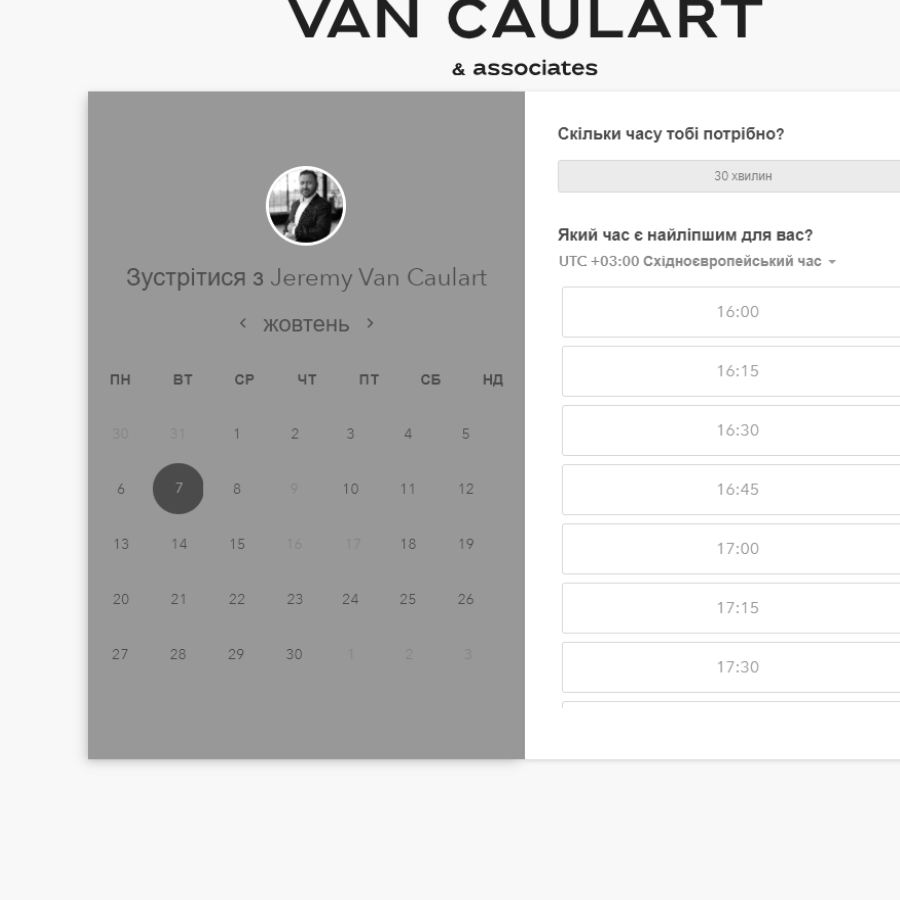 VAN CAULART
& associates
Зустрітися з Jeremy Van Caulart
жовтень
ПН ВТ СР ЧТ ПТ СБ НД
30 31 1 2 3 4 5
6 7 8 9 10 11 12
13 14 15 16 17 18 19
20 21 22 23 24 25 26
27 28 29 30 1 2 3
Скільки часу тобі потрібно?
30 хвилин
Який час є найліпшим для вас?
UTC +03:00 Східноєвропейський час
16:00
16:15
16:30
16:45
17:00
17:15
17:30